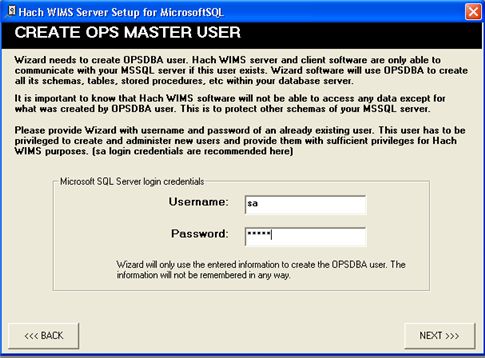 Hach WIMS Server Setup for MicrosoftSQL
CREATE OPS MASTER USER
Wizard needs to create OPSDBA user. Hach WIMS server and client software are only able to
communicate with your MSSQL server if this user exists. Wizard software will use OPSDBA to create
all its schemas, tables, stored procedures, etc within your database server.
It is important to know that Hach WIMS software will not be able to access any data except for
what was created by OPSDBA user. This is to protect other schemas of your MSSQL server.
Please provide Wizard with username and password of an already existing user. This user has to be
privileged to create and administer new users and provide them with sufficient privileges for Hach
WIMS purposes. (sa login credentials are recommended here)
Microsoft SQL Server login credentials
Username: sa
Password: *****
Wizard will only use the entered information to create the OPSDBA user. The
information will not be remembered in any way.
<<< BACK NEXT >>>